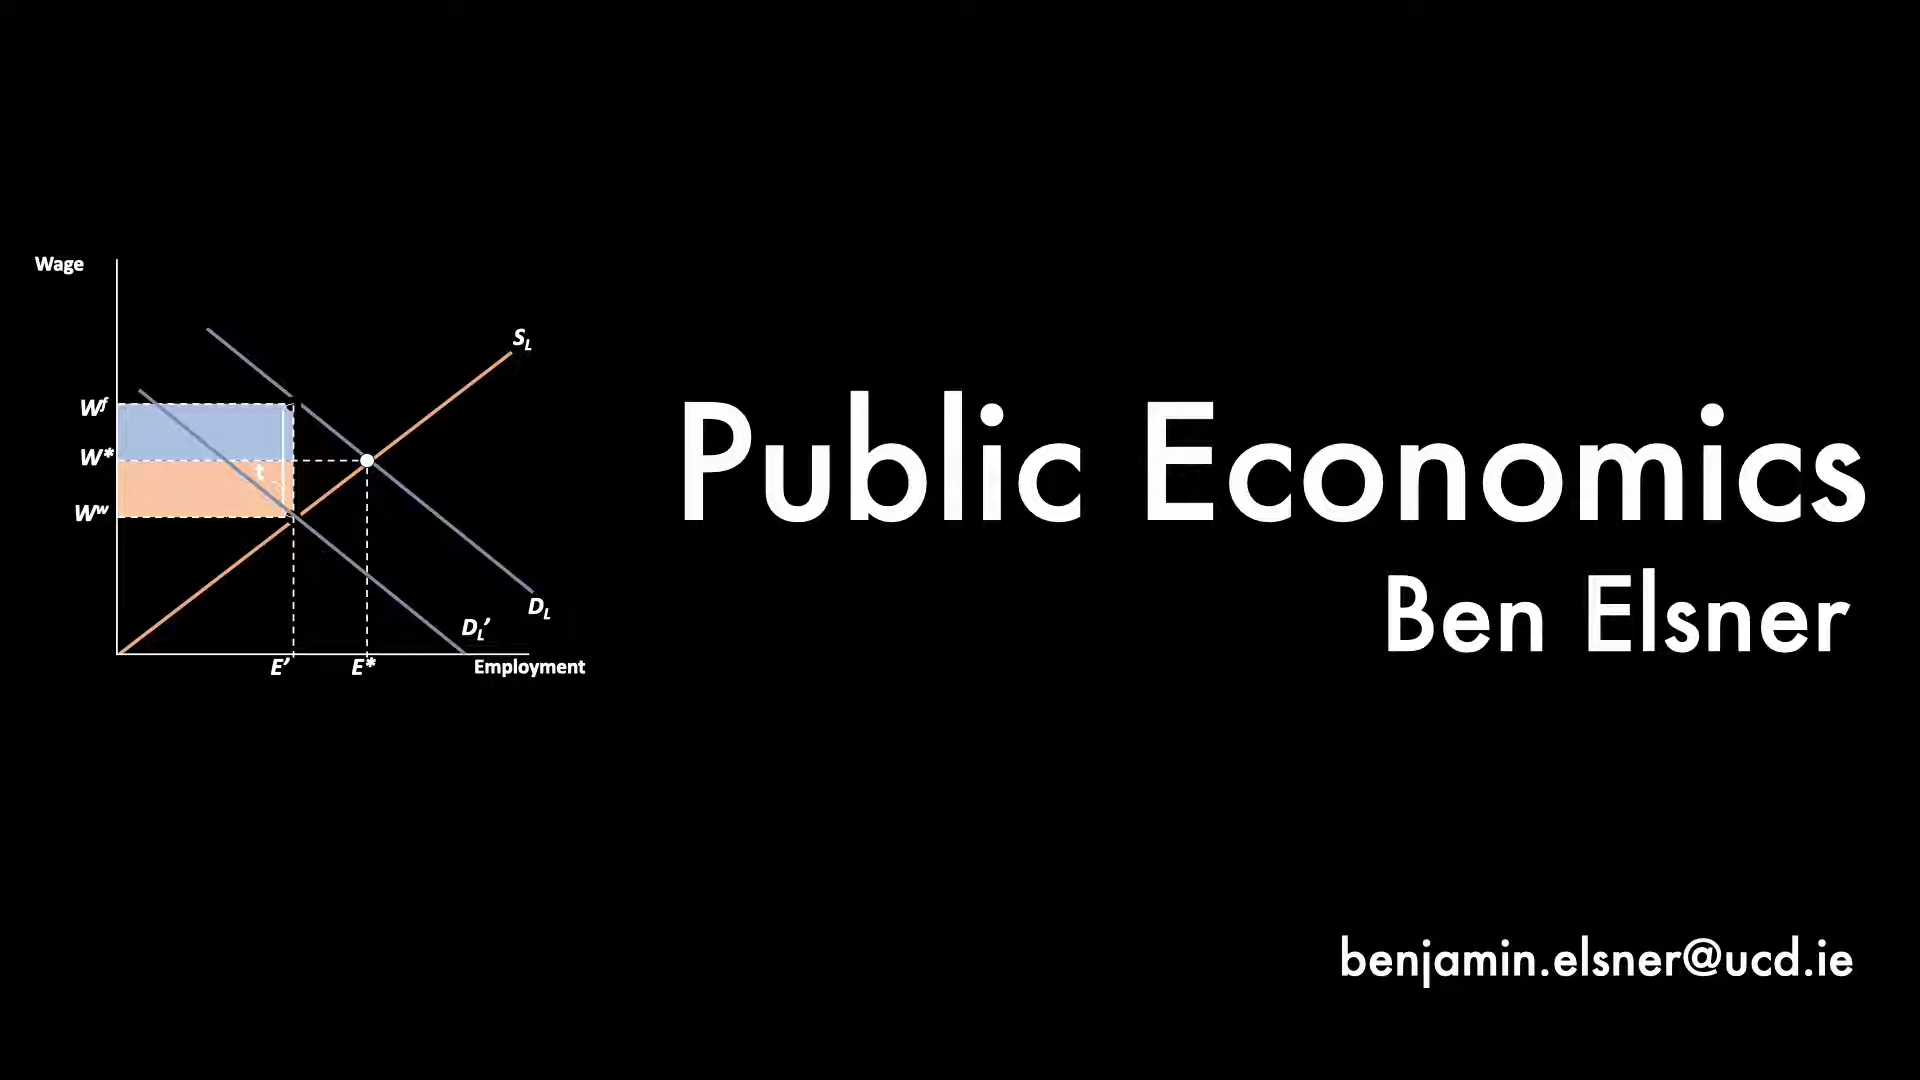 Wage
S_L
W^f
W*
t
W^w
D_L
D_L’
E’
E*
Employment
Public Economics
Ben Elsner
benjamin.elsner@ucd.ie